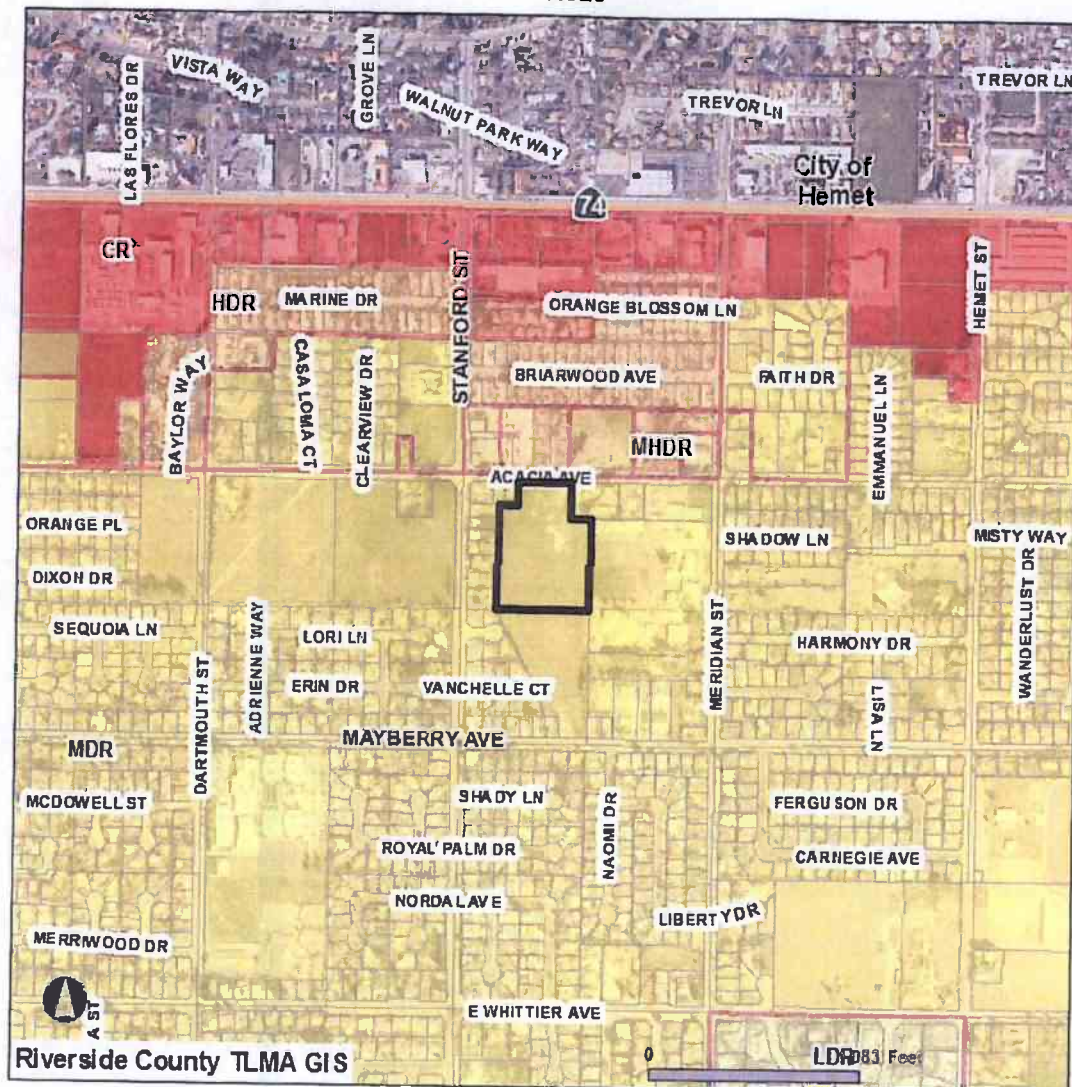 LAS FLORES DR
VISTA WAY
GROVE LN
WALNUT PARK WAY
TREVOR LN
TREVOR LN
City of
Hemet
74
CR
HDR
MARINE DR
STANFORD ST
ORANGE BLOSSOM LN
HEMET ST
BAYLOR WAY
CASA LOMA CT
CLEARVIEW DR
BRIARWOOD AVE
FAITH DR
EMMANUEL LN
MHDR
ACACIA AVE
ORANGE PL
SHADOW LN
MISTY WAY
DIXON DR
WANDERLUST DR
SEQUOIA LN
ADRIENNE WAY
LORI LN
MERIDIAN ST
HARMONY DR
DARTMOUTH ST
ERIN DR
VANCHELLE CT
LISA LN
MDR
MAYBERRY AVE
MCDOWELL ST
SHADY LN
NAOMI DR
FERGUSON DR
ROYAL PALM DR
CARNEGIE AVE
NORDALAVE
LIBERTY DR
MERRIWOOD DR
A ST
E WHITTIER AVE
Riverside County TLMA GIS
0
LDR
083 Feet